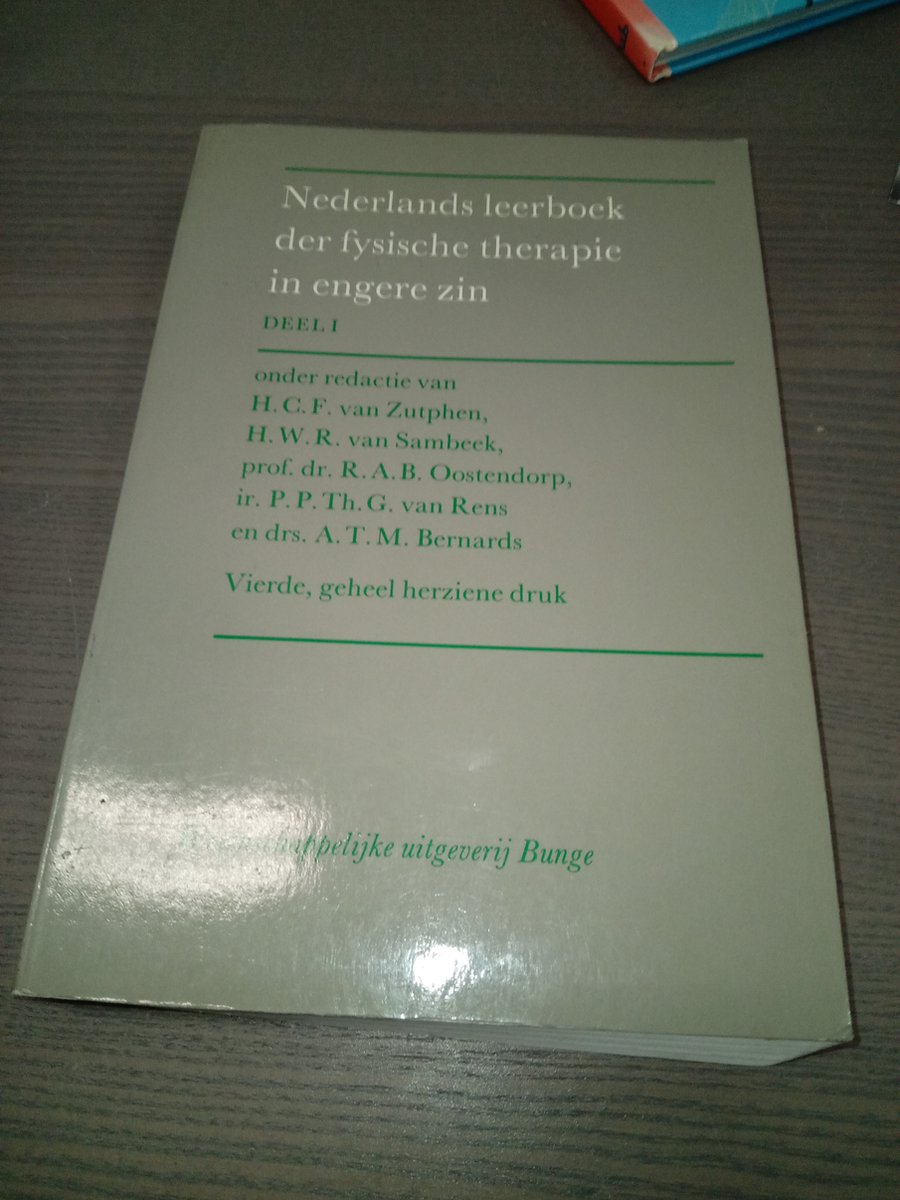 Nederlands leerboek
der fysische therapie
in engere zin
DEEL I
onder redactie van
H. C. F. van Zutphen,
H. W. R. van Sambeek,
prof. dr. R. A. B. Oostendorp,
ir. P. P. Th. G. van Rens
en drs. A. T. M. Bernards
Vierde, geheel herziene druk
Wetenschappelijke uitgeverij Bunge